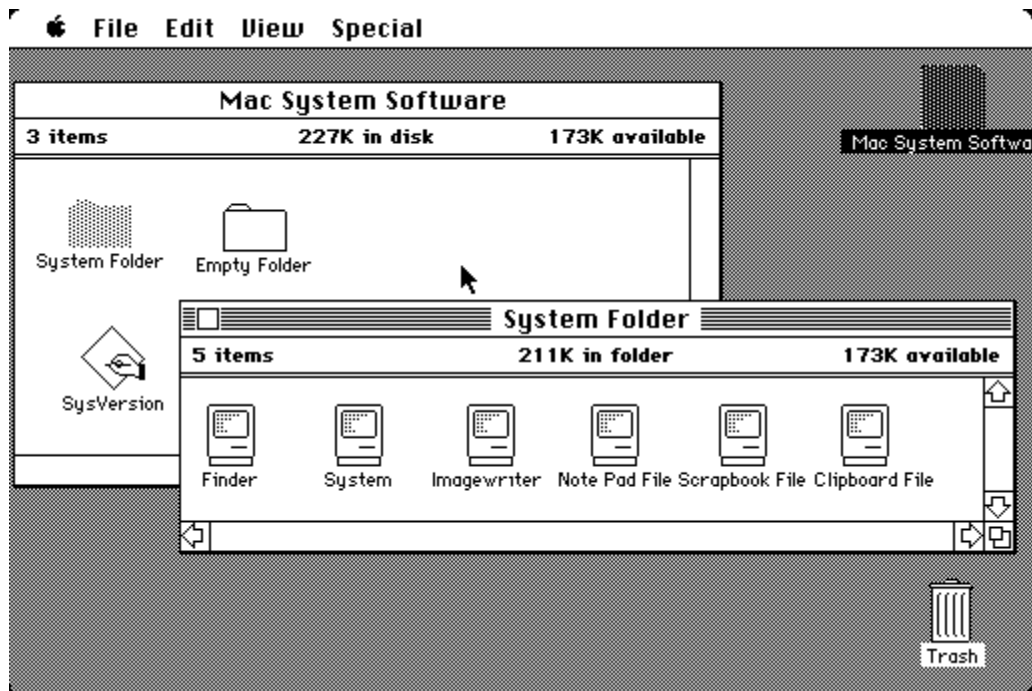 File Edit View Special
Mac System Software
3 items 227K in disk 173K available
Mac System Softwa
System Folder Empty Folder
System Folder
5 items 211K in folder 173K available
SysVersion
Finder System Imagewriter Note Pad File Scrapbook File Clipboard File
Trash